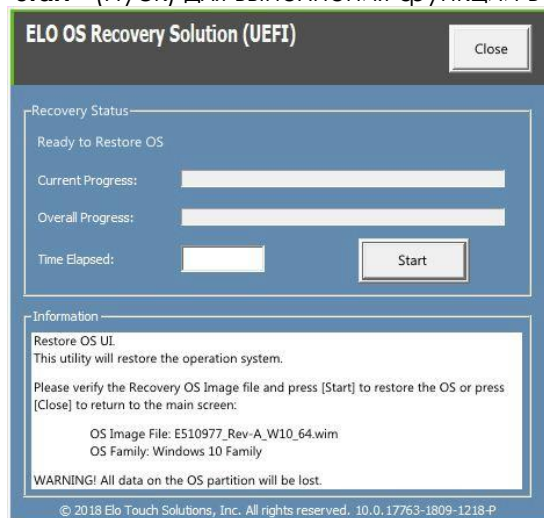 ELO OS Recovery Solution (UEFI)
Close
Recovery Status
Ready to Restore OS
Current Progress:
Overall Progress:
Time Elapsed:
Start
Information
Restore OS UI.
This utility will restore the operation system.
Please verify the Recovery OS Image file and press [Start] to restore the OS or press
[Close] to return to the main screen:
OS Image File: E510977_Rev-A_W10_64.wim
OS Family: Windows 10 Family
WARNING! All data on the OS partition will be lost.
© 2018 Elo Touch Solutions, Inc. All rights reserved. 10.0.17763-1809-1218-P